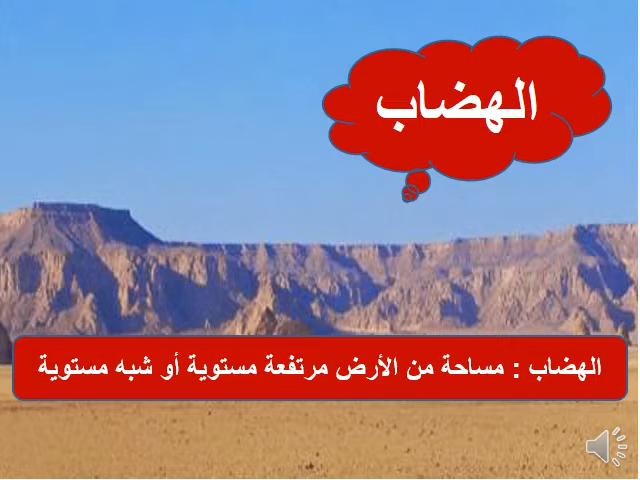 الهضاب
الهضاب : مساحة من الأرض مرتفعة مستوية أو شبه مستوية